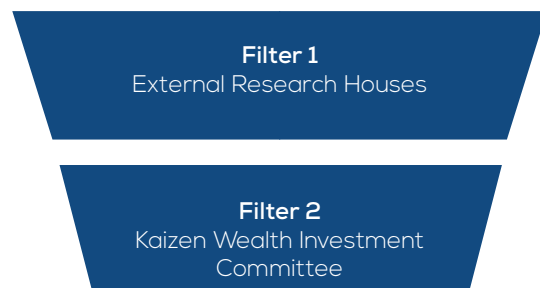 Filter 1
External Research Houses
Filter 2
Kaizen Wealth Investment
Committee